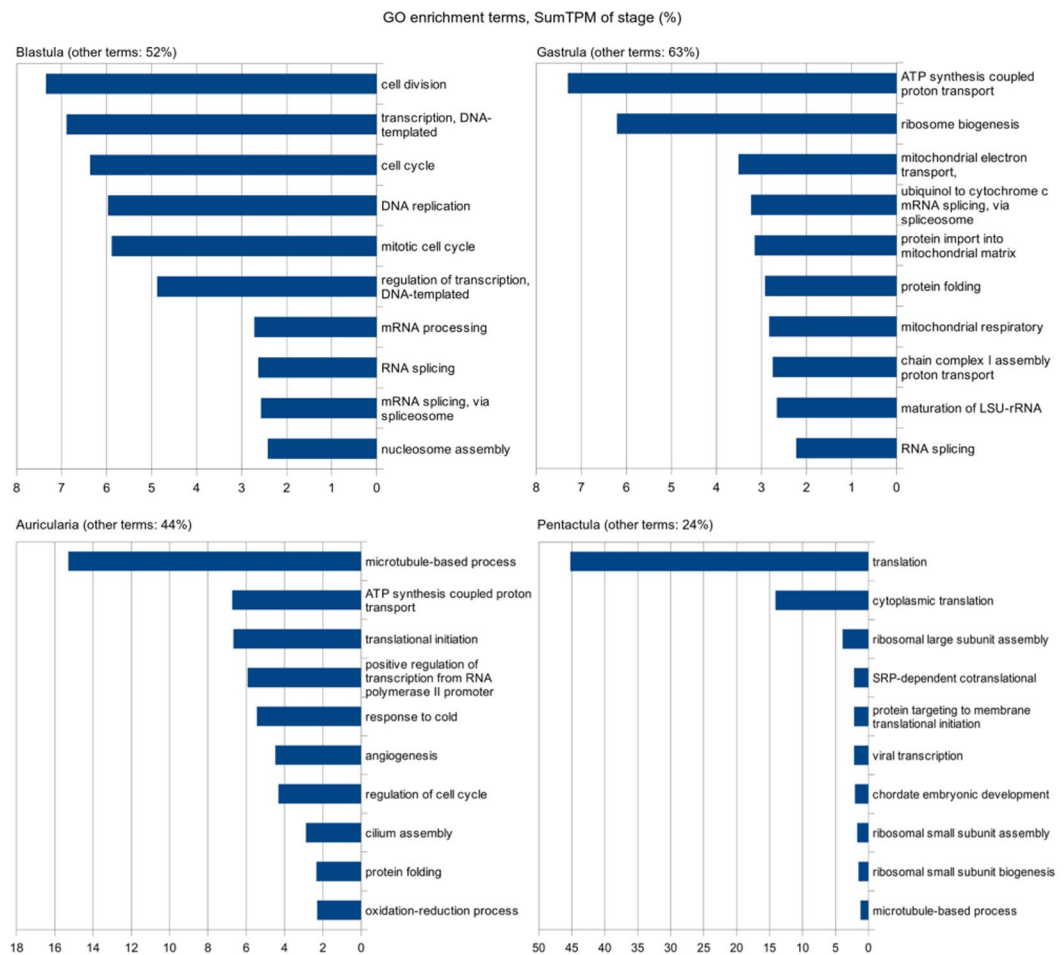 GO enrichment terms, SumTPM of stage (%)
Blastula (other terms: 52%)
cell division
transcription, DNA-
templated
cell cycle
DNA replication
mitotic cell cycle
regulation of transcription,
DNA-templated
mRNA processing
RNA splicing
mRNA splicing, via
spliceosome
nucleosome assembly
8 7 6 5 4 3 2 1 0
Gastrula (other terms: 63%)
ATP synthesis coupled
proton transport
ribosome biogenesis
mitochondrial electron
transport,
ubiquinol to cytochrome c
mRNA splicing, via
spliceosome
protein import into
mitochondrial matrix
protein folding
mitochondrial respiratory
chain complex I assembly
proton transport
maturation of LSU-rRNA
RNA splicing
8 7 6 5 4 3 2 1 0
Auricularia (other terms: 44%)
microtubule-based process
ATP synthesis coupled proton
transport
translational initiation
positive regulation of
transcription from RNA
polymerase II promoter
response to cold
angiogenesis
regulation of cell cycle
cilium assembly
protein folding
oxidation-reduction process
18 16 14 12 10 8 6 4 2 0
Pentactula (other terms: 24%)
translation
cytoplasmic translation
ribosomal large subunit assembly
SRP-dependent cotranslational
protein targeting to membrane
translational initiation
viral transcription
chordate embryonic development
ribosomal small subunit assembly
ribosomal small subunit biogenesis
microtubule-based process
50 45 40 35 30 25 20 15 10 5 0